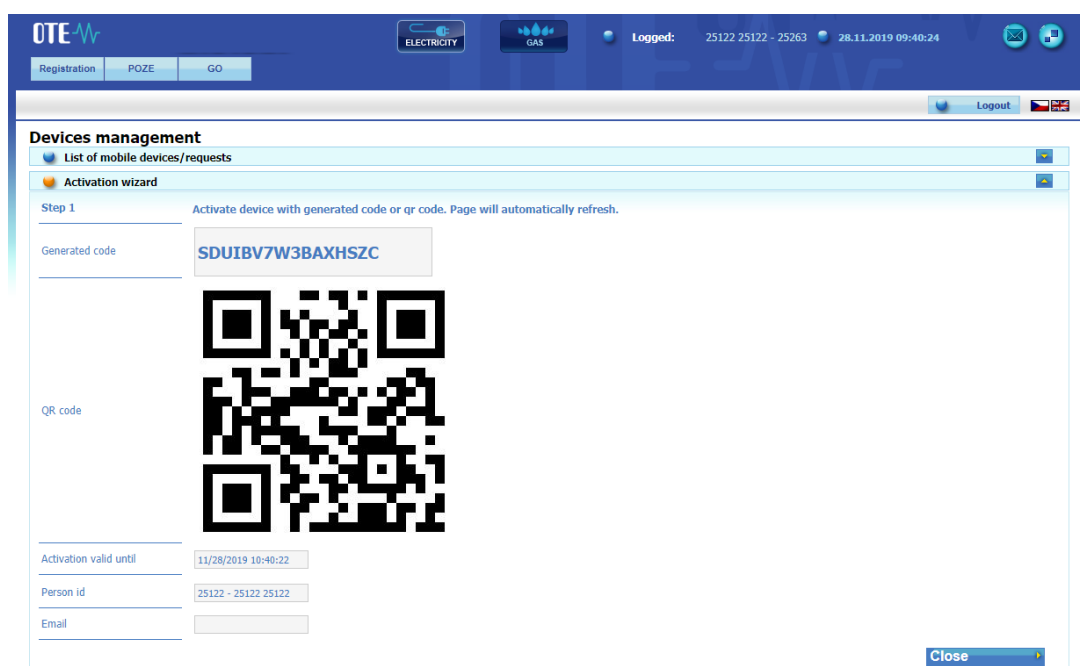 OTE
ELECTRICITY
GAS
Logged: 25122 25122 - 25263 28.11.2019 09:40:24
Registration POZE GO
Logout
Devices management
List of mobile devices/requests
Activation wizard
Step 1 Activate device with generated code or qr code. Page will automatically refresh.
Generated code SDUIBV7W3BAXHSZC
QR code
Activation valid until 11/28/2019 10:40:22
Person id 25122 - 25122 25122
Email
Close